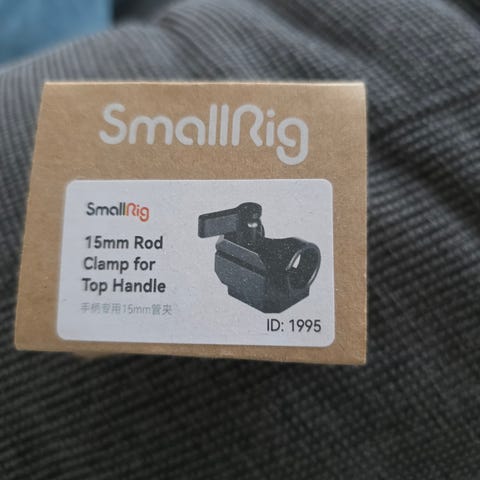 SmallRig
SmallRig
15mm Rod
Clamp for
Top Handle
手柄专用15mm管夹
ID: 1995